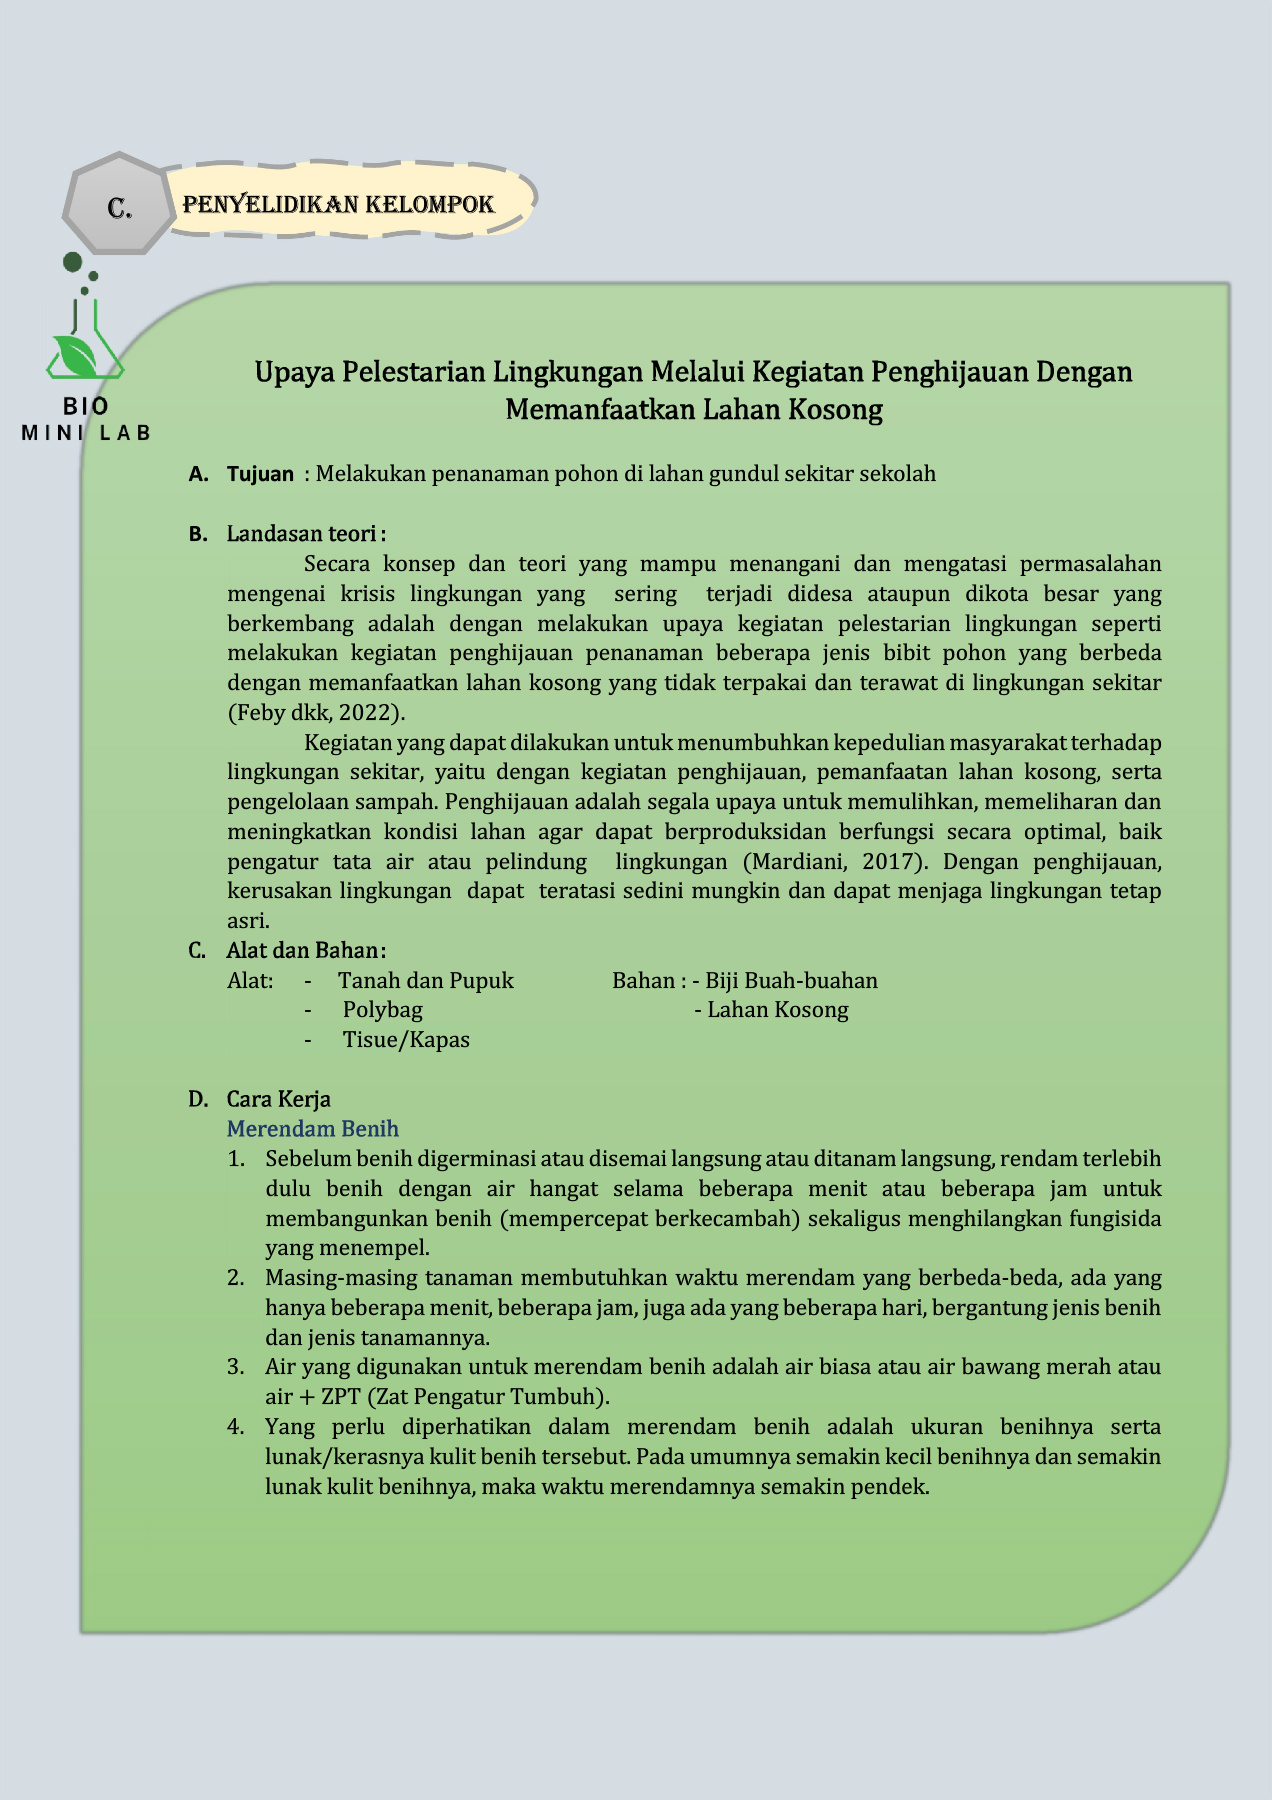 C.
PENYELIDIKAN KELOMPOK
BIO
MINI LAB
Upaya Pelestarian Lingkungan Melalui Kegiatan Penghijauan Dengan
Memanfaatkan Lahan Kosong
A. Tujuan : Melakukan penanaman pohon di lahan gundul sekitar sekolah
B. Landasan teori :
Secara konsep dan teori yang mampu menangani dan mengatasi permasalahan
mengenai krisis lingkungan yang sering terjadi didesa ataupun dikota besar yang
berkembang adalah dengan melakukan upaya kegiatan pelestarian lingkungan seperti
melakukan kegiatan penghijauan penanaman beberapa jenis bibit pohon yang berbeda
dengan memanfaatkan lahan kosong yang tidak terpakai dan terawat di lingkungan sekitar
(Feby dkk, 2022).
Kegiatan yang dapat dilakukan untuk menumbuhkan kepedulian masyarakat terhadap
lingkungan sekitar, yaitu dengan kegiatan penghijauan, pemanfaatan lahan kosong, serta
pengelolaan sampah. Penghijauan adalah segala upaya untuk memulihkan, memeliharan dan
meningkatkan kondisi lahan agar dapat berproduksidan berfungsi secara optimal, baik
pengatur tata air atau pelindung lingkungan (Mardiani, 2017). Dengan penghijauan,
kerusakan lingkungan dapat teratasi sedini mungkin dan dapat menjaga lingkungan tetap
asri.
C. Alat dan Bahan :
Alat: - Tanah dan Pupuk Bahan : - Biji Buah-buahan
- Polybag - Lahan Kosong
- Tisue/Kapas
D. Cara Kerja
Merendam Benih
1. Sebelum benih digerminasi atau disemai langsung atau ditanam langsung, rendam terlebih
dulu benih dengan air hangat selama beberapa menit atau beberapa jam untuk
membangunkan benih (mempercepat berkecambah) sekaligus menghilangkan fungisida
yang menempel.
2. Masing-masing tanaman membutuhkan waktu merendam yang berbeda-beda, ada yang
hanya beberapa menit, beberapa jam, juga ada yang beberapa hari, bergantung jenis benih
dan jenis tanamannya.
3. Air yang digunakan untuk merendam benih adalah air biasa atau air bawang merah atau
air + ZPT (Zat Pengatur Tumbuh).
4. Yang perlu diperhatikan dalam merendam benih adalah ukuran benihnya serta
lunak/kerasnya kulit benih tersebut. Pada umumnya semakin kecil benihnya dan semakin
lunak kulit benihnya, maka waktu merendamnya semakin pendek.